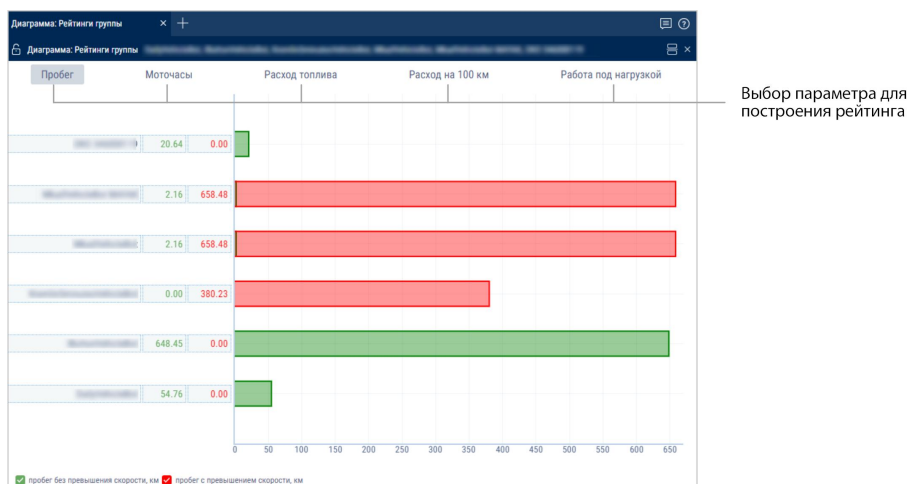 Диаграмма: Рейтинги группы × +
Диаграмма: Рейтинги группы
Пробег Моточасы Расход топлива Расход на 100 км Работа под нагрузкой
Выбор параметра для
построения рейтинга
20.64 0.00
2.16 658.48
2.16 658.48
0.00 380.23
648.45 0.00
54.76 0.00
0 50 100 150 200 250 300 350 400 450 500 550 600 650
пробег без превышения скорости, км пробег с превышением скорости, км